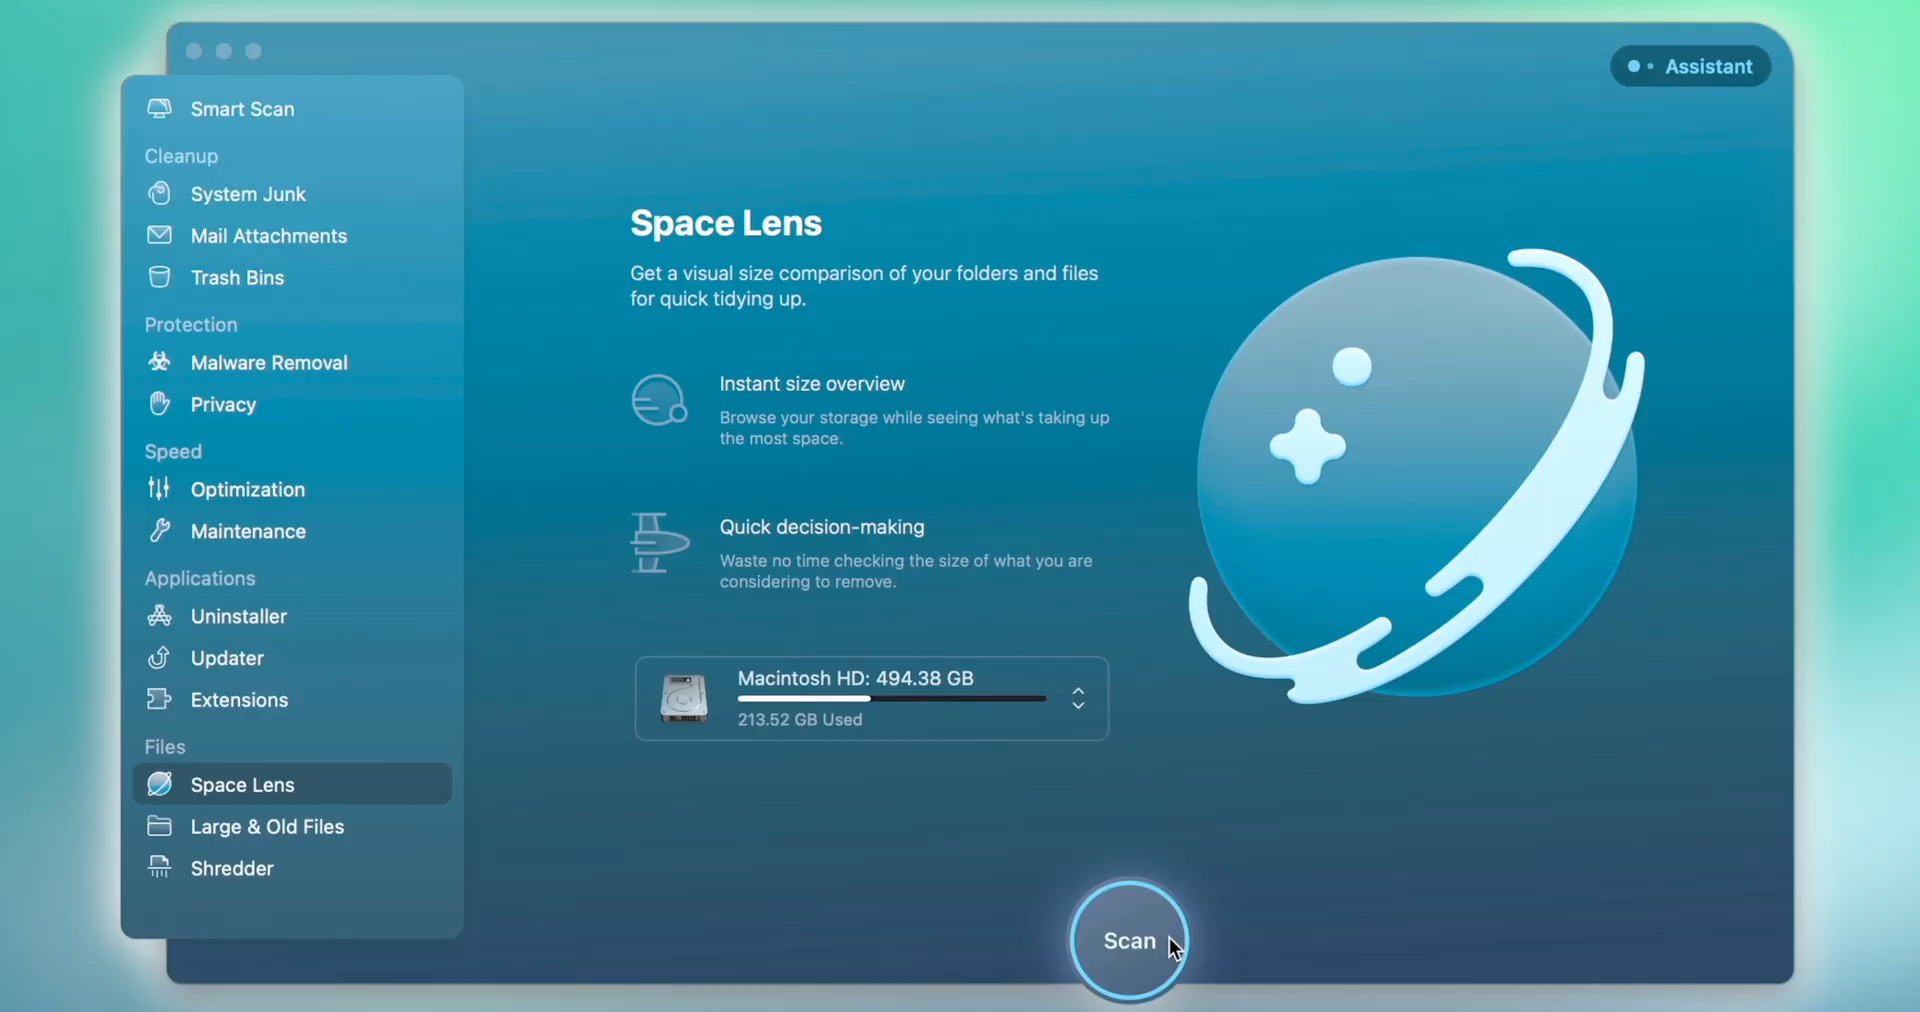 Assistant
Smart Scan
Cleanup
System Junk
Mail Attachments
Trash Bins
Protection
Malware Removal
Privacy
Speed
Optimization
Maintenance
Applications
Uninstaller
Updater
Extensions
Files
Space Lens
Large & Old Files
Shredder
Space Lens
Get a visual size comparison of your folders and files
for quick tidying up.
Instant size overview
Browse your storage while seeing what's taking up
the most space.
Quick decision-making
Waste no time checking the size of what you are
considering to remove.
Macintosh HD: 494.38 GB
213.52 GB Used
Scan